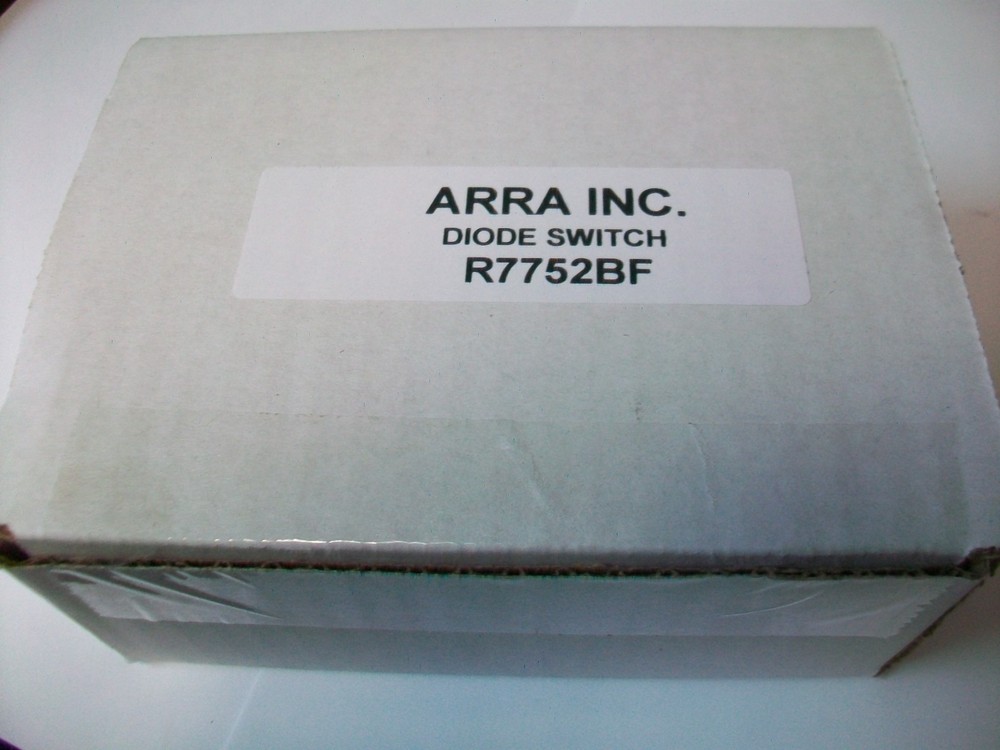 ARRA INC.
DIODE SWITCH
R7752BF